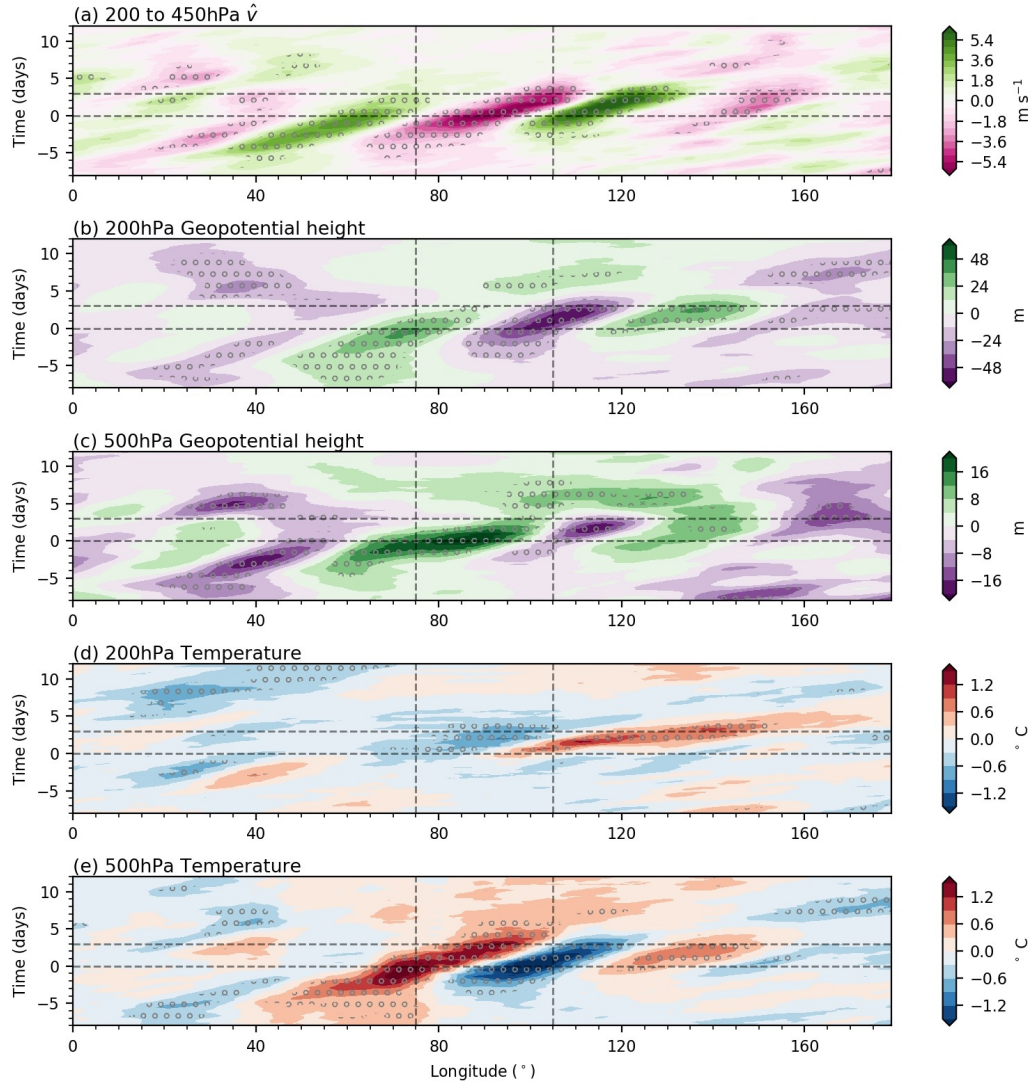 (a) 200 to 450hPa v̂
Time (days)
10
5
0
−5
0 40 80 120 160
5.4
3.6
1.8
0.0
−1.8
−3.6
−5.4
m s⁻¹
(b) 200hPa Geopotential height
Time (days)
10
5
0
−5
0 40 80 120 160
48
24
0
−24
−48
m
(c) 500hPa Geopotential height
Time (days)
10
5
0
−5
0 40 80 120 160
16
8
0
−8
−16
m
(d) 200hPa Temperature
Time (days)
10
5
0
−5
0 40 80 120 160
1.2
0.6
0.0
−0.6
−1.2
°C
(e) 500hPa Temperature
Time (days)
10
5
0
−5
0 40 80 120 160
1.2
0.6
0.0
−0.6
−1.2
°C
Longitude (°)